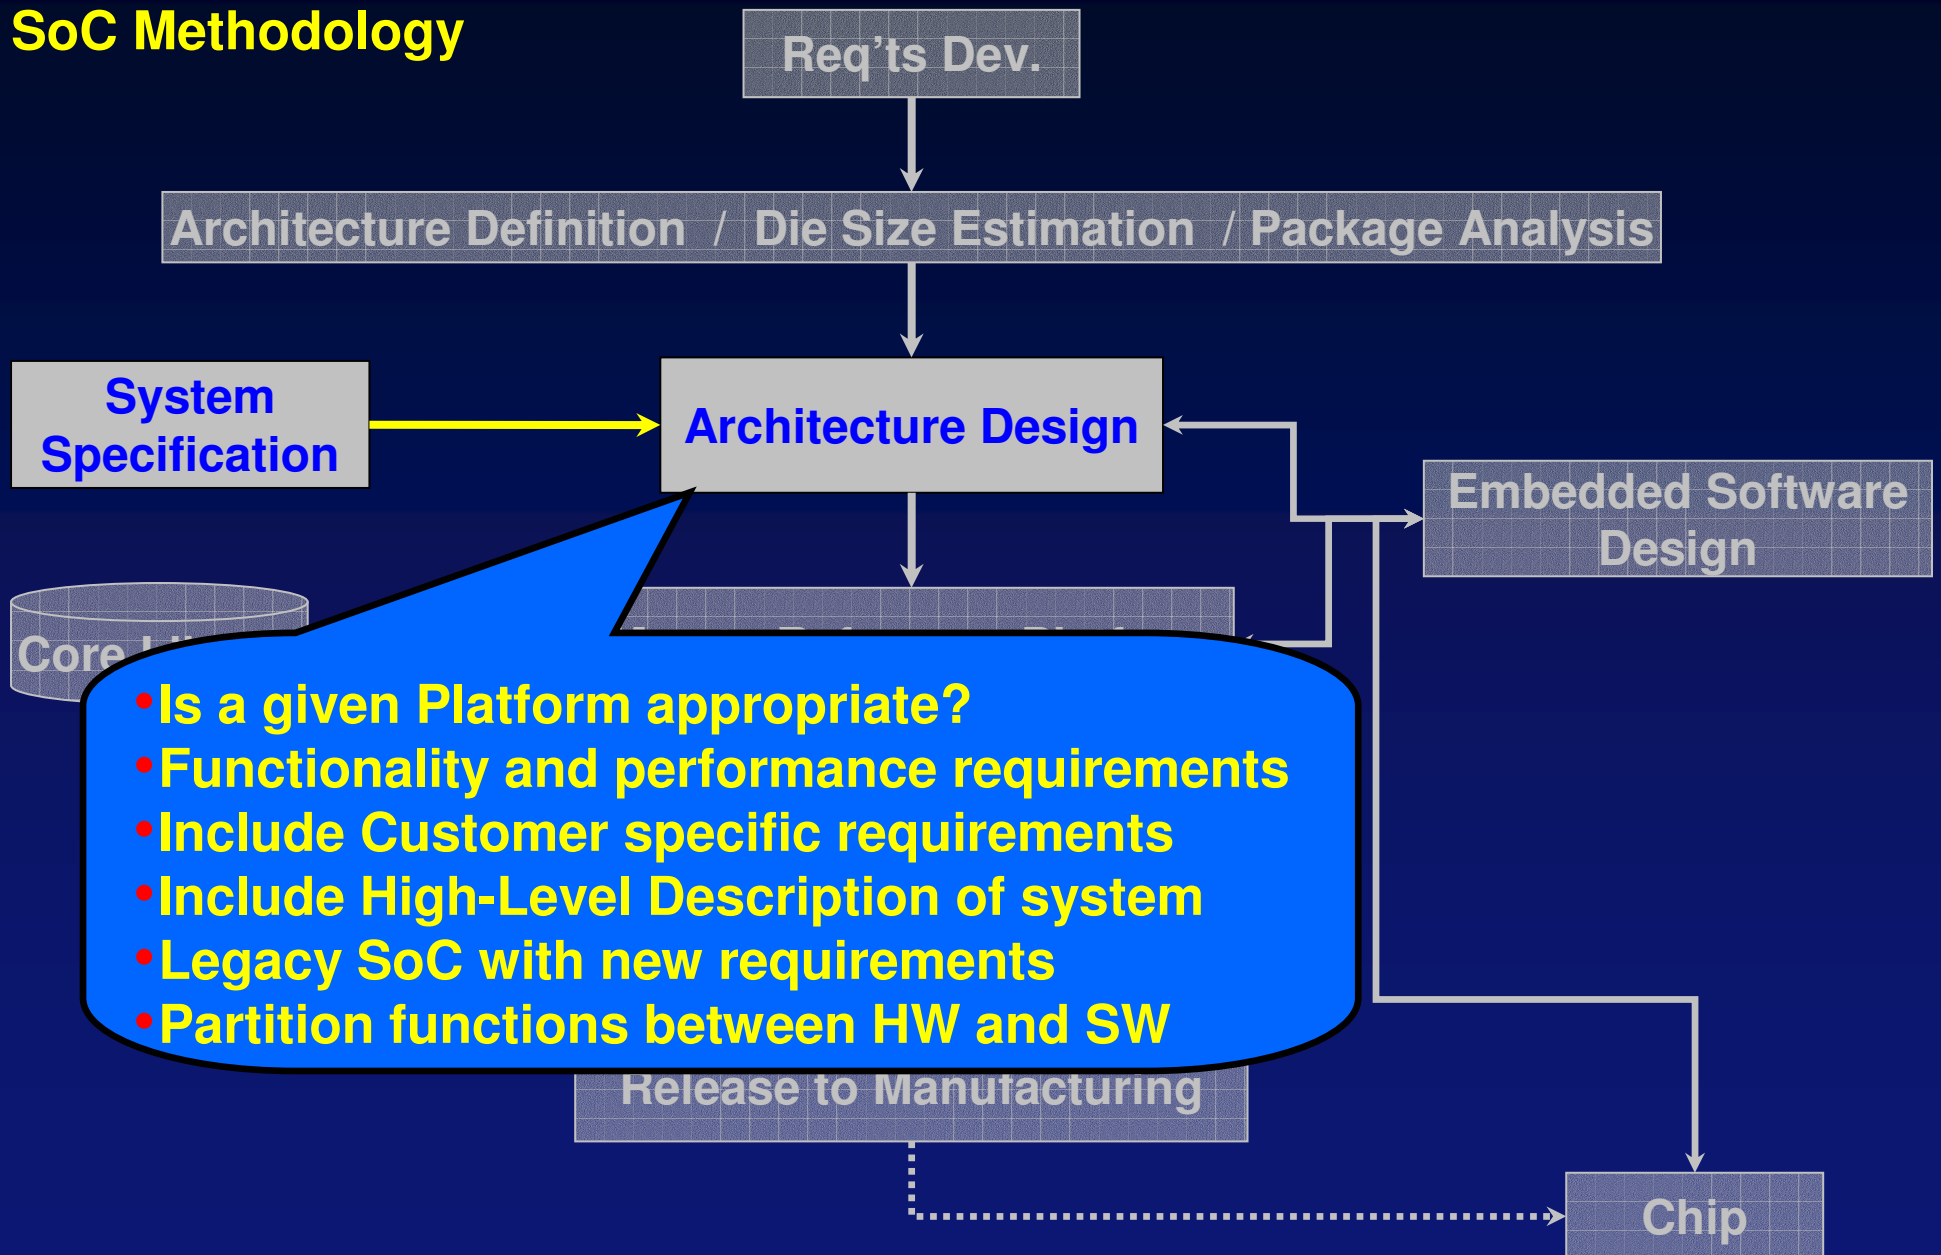 SoC Methodology
Req’ts Dev.
Architecture Definition / Die Size Estimation / Package Analysis
System
Specification
Architecture Design
Embedded Software
Design
Core
•Is a given Platform appropriate?
•Functionality and performance requirements
•Include Customer specific requirements
•Include High-Level Description of system
•Legacy SoC with new requirements
•Partition functions between HW and SW
Release to Manufacturing
Chip